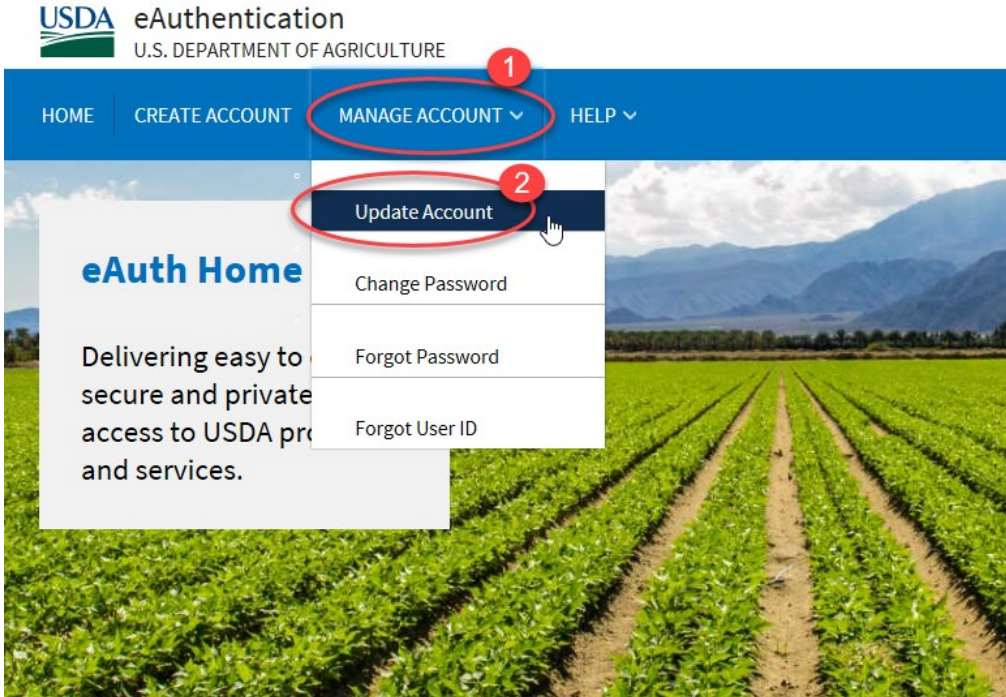 USDA eAuthentication
U.S. DEPARTMENT OF AGRICULTURE
1
HOME CREATE ACCOUNT MANAGE ACCOUNT HELP
2
Update Account
eAuth Home
Change Password
Delivering easy to
Forgot Password
secure and private
access to USDA
Forgot User ID
and services.